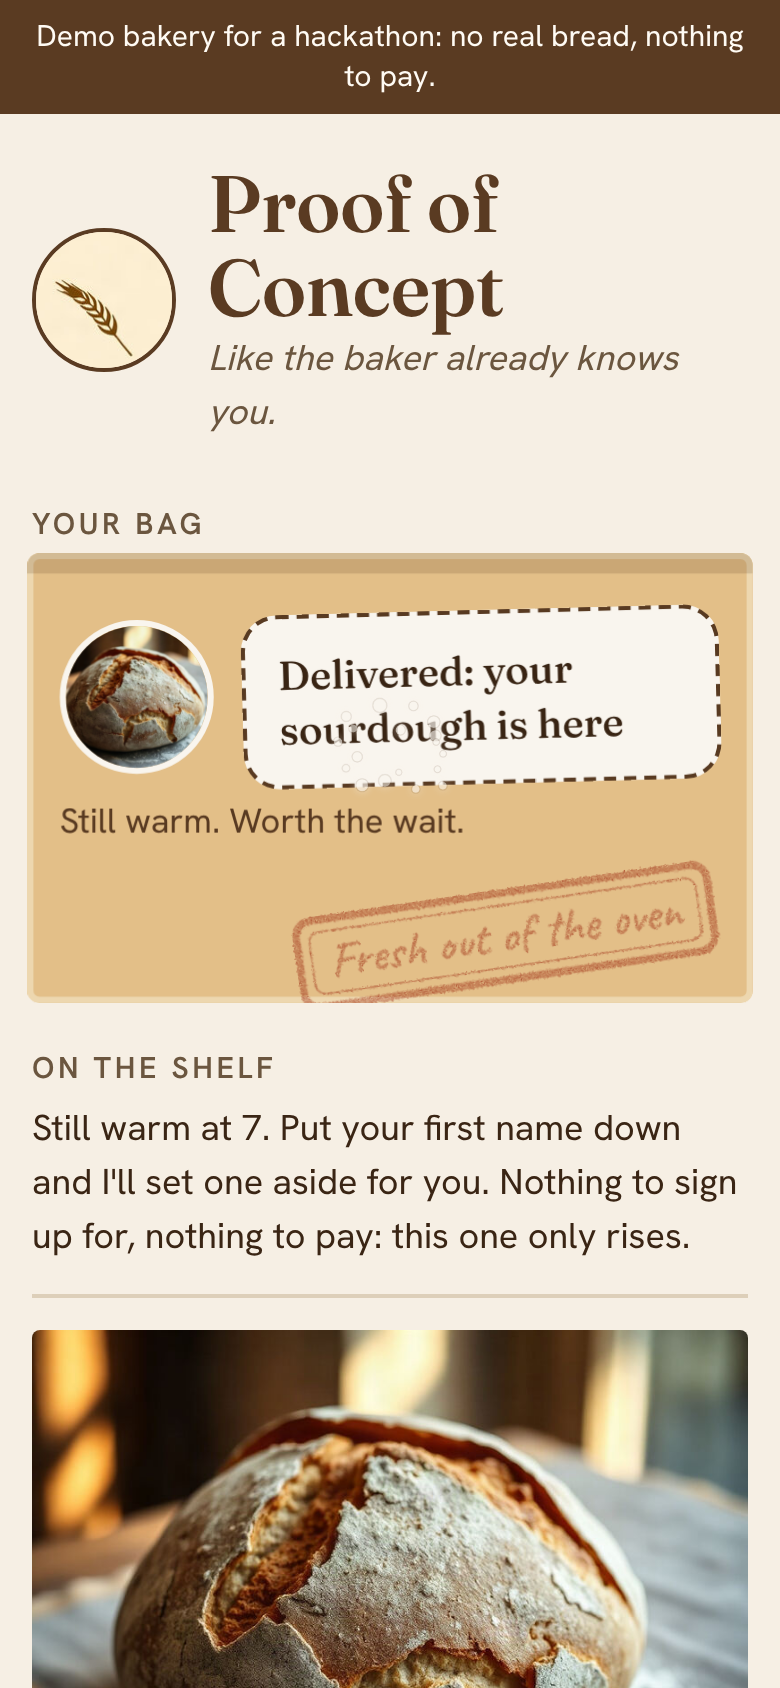 Demo bakery for a hackathon: no real bread, nothing
to pay.
Proof of
Concept
Like the baker already knows
you.
YOUR BAG
Delivered: your
sourdough is here
Still warm. Worth the wait.
Fresh out of the oven
ON THE SHELF
Still warm at 7. Put your first name down
and I'll set one aside for you. Nothing to sign
up for, nothing to pay: this one only rises.